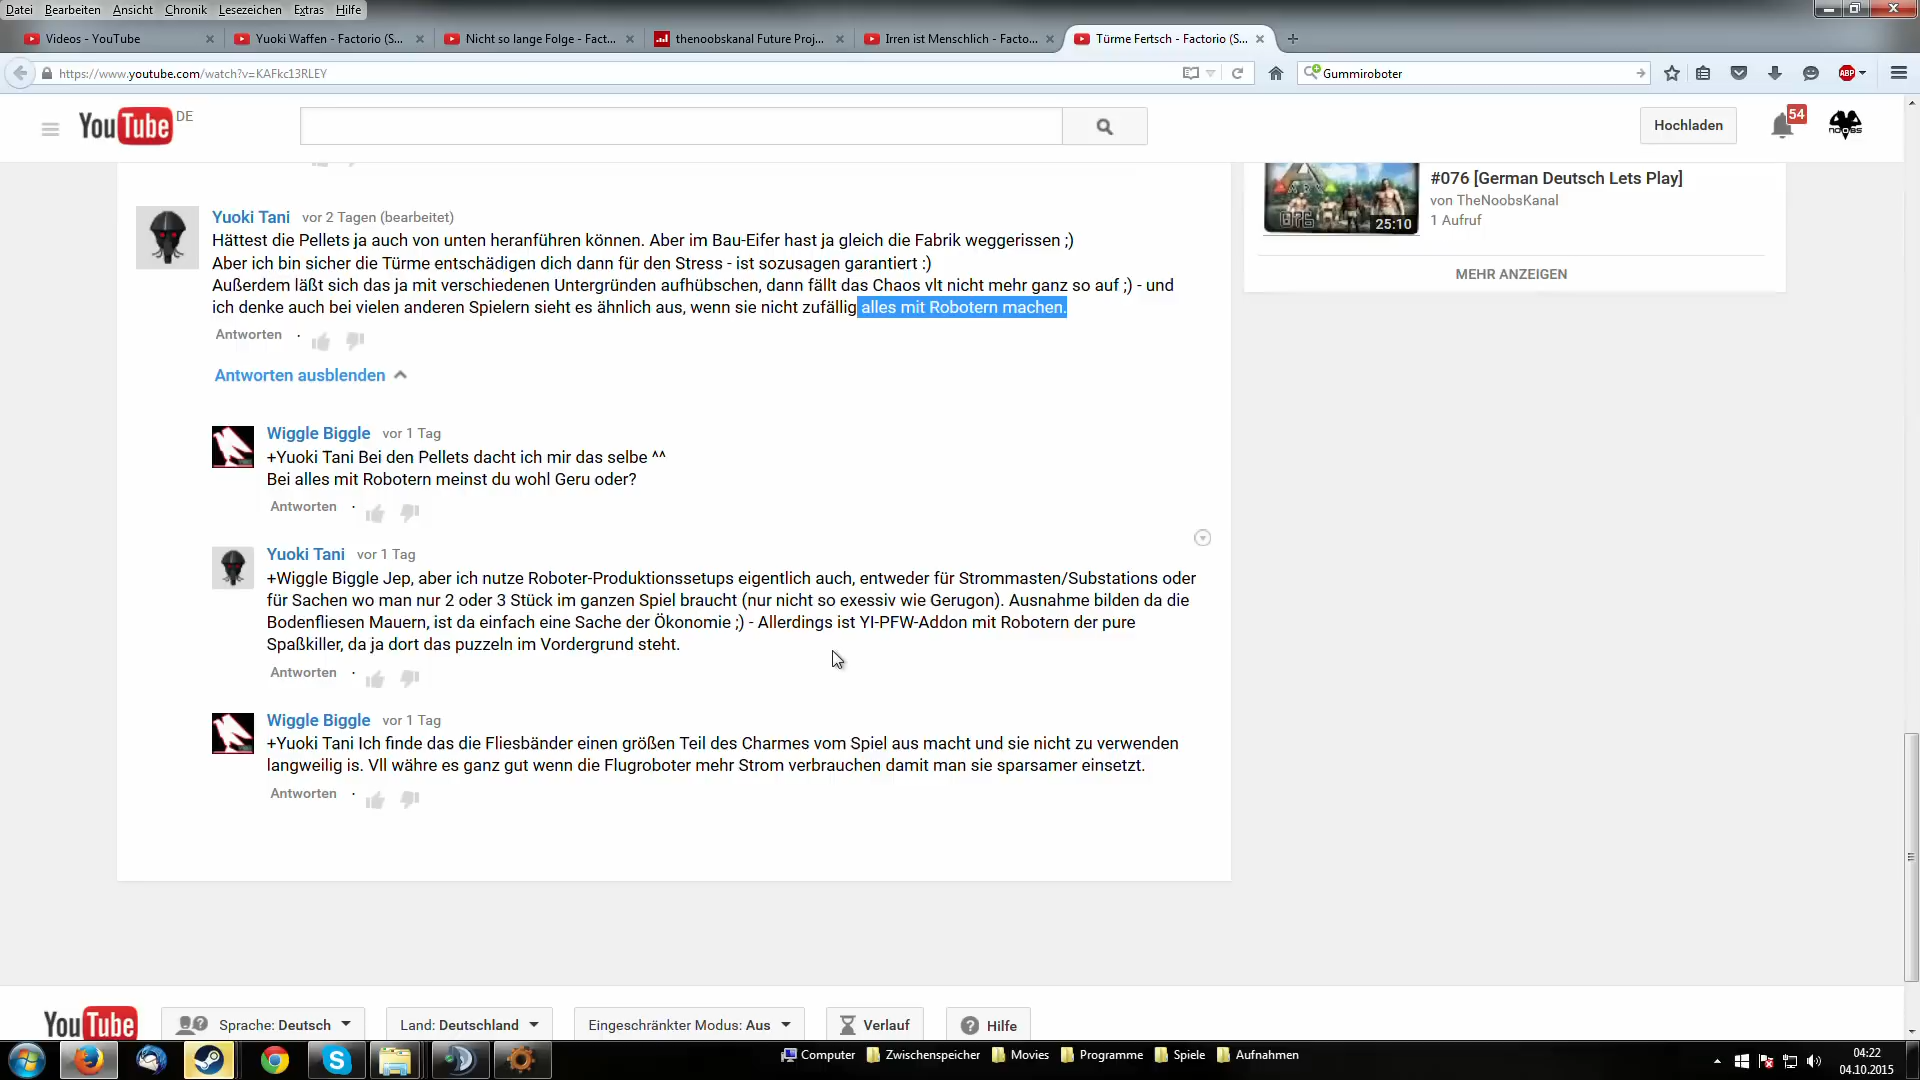 Datei Bearbeiten Ansicht Chronik Lesezeichen Extras Hilfe
Videos - YouTube
Yuoki Waffen - Factorio (S...
Nicht so lange Folge - Fact...
thenoobskanal Future Proj...
Irren ist Menschlich - Facto...
Türme Fertsch - Factorio (S...
https://www.youtube.com/watch?v=KAFkc13RLEY
Gummiroboter
ABP
YouTube DE
Hochladen
54
#076 [German Deutsch Lets Play]
von TheNoobsKanal
1 Aufruf
076
25:10
MEHR ANZEIGEN
Yuoki Tani vor 2 Tagen (bearbeitet)
Hättest die Pellets ja auch von unten heranführen können. Aber im Bau-Eifer hast ja gleich die Fabrik weggerissen ;)
Aber ich bin sicher die Türme entschädigen dich dann für den Stress - ist sozusagen garantiert :)
Außerdem läßt sich das ja mit verschiedenen Untergründen aufhübschen, dann fällt das Chaos vlt nicht mehr ganz so auf ;) - und
ich denke auch bei vielen anderen Spielern sieht es ähnlich aus, wenn sie nicht zufällig alles mit Robotern machen.
Antworten ·
Antworten ausblenden
Wiggle Biggle vor 1 Tag
+Yuoki Tani Bei den Pellets dacht ich mir das selbe ^^
Bei alles mit Robotern meinst du wohl Geru oder?
Antworten ·
Yuoki Tani vor 1 Tag
+Wiggle Biggle Jep, aber ich nutze Roboter-Produktionssetups eigentlich auch, entweder für Strommasten/Substations oder
für Sachen wo man nur 2 oder 3 Stück im ganzen Spiel braucht (nur nicht so exessiv wie Gerugon). Ausnahme bilden da die
Bodenfliesen Mauern, ist da einfach eine Sache der Ökonomie ;) - Allerdings ist YI-PFW-Addon mit Robotern der pure
Spaßkiller, da ja dort das puzzeln im Vordergrund steht.
Antworten ·
Wiggle Biggle vor 1 Tag
+Yuoki Tani Ich finde das die Fliesbänder einen größen Teil des Charmes vom Spiel aus macht und sie nicht zu verwenden
langweilig is. Vll währe es ganz gut wenn die Flugroboter mehr Strom verbrauchen damit man sie sparsamer einsetzt.
Antworten ·
YouTube
Sprache: Deutsch
Land: Deutschland
Eingeschränkter Modus: Aus
Verlauf
Hilfe
Computer Zwischenspeicher Movies Programme Spiele Aufnahmen
04:22
04.10.2015